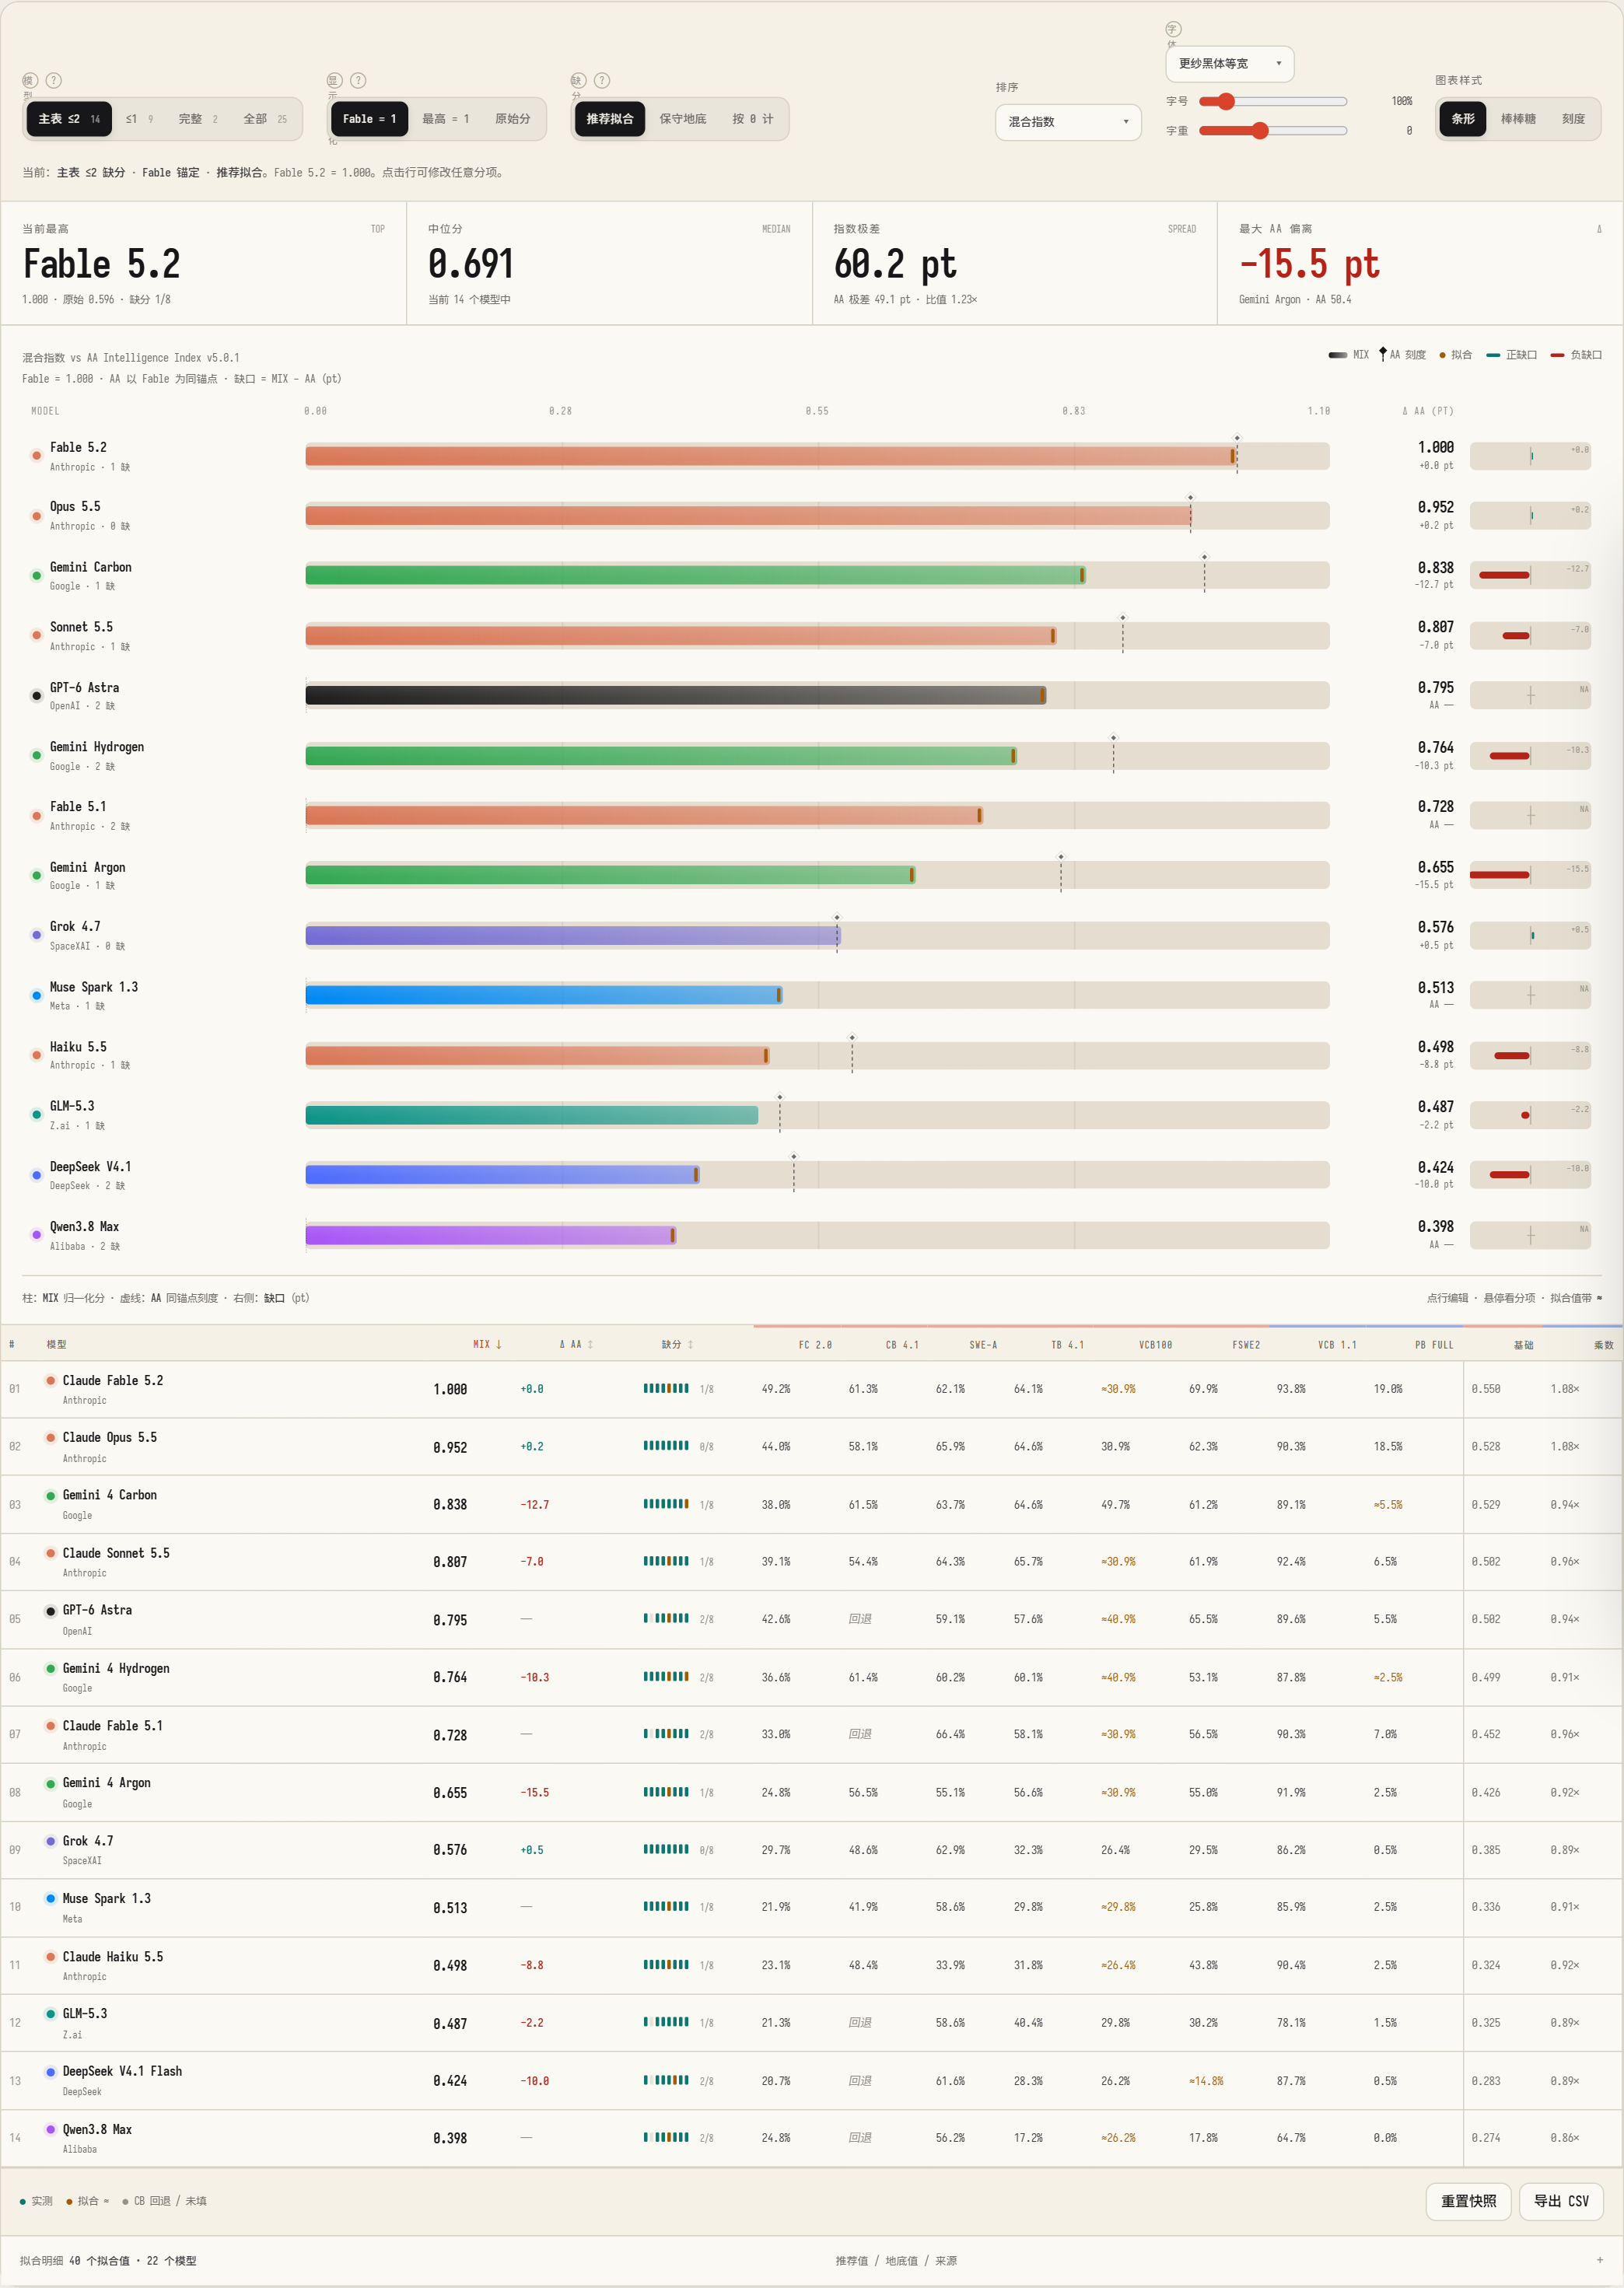 字
体
更纱黑体等宽 ▾
模 ?
型
显 ?
示
化
缺 ?
分
排序
字号 100%
图表样式
主表 ≤2 14 ≤1 9 完整 2 全部 25
Fable = 1 最高 = 1 原始分
推荐拟合 保守地底 按 0 计
混合指数 ▾
字重 0
条形 棒棒糖 刻度
当前: 主表 ≤2 缺分 · Fable 锚定 · 推荐拟合。Fable 5.2 = 1.000。点击行可修改任意分项。
当前最高 TOP
Fable 5.2
1.000 · 原始 0.596 · 缺分 1/8
中位分 MEDIAN
0.691
当前 14 个模型中
指数极差 SPREAD
60.2 pt
AA 极差 49.1 pt · 比值 1.23×
最大 AA 偏离 Δ
−15.5 pt
Gemini Argon · AA 50.4
混合指数 vs AA Intelligence Index v5.0.1
Fable = 1.000 · AA 以 Fable 为同锚点 · 缺口 = MIX − AA (pt)
MIX AA 刻度 拟合 正缺口 负缺口
MODEL 0.00 0.28 0.55 0.83 1.10 Δ AA (PT)
Fable 5.2 1.000 +0.0
Anthropic · 1 缺 +0.0 pt
Opus 5.5 0.952 +0.2
Anthropic · 0 缺 +0.2 pt
Gemini Carbon 0.838 −12.7
Google · 1 缺 −12.7 pt
Sonnet 5.5 0.807 −7.0
Anthropic · 1 缺 −7.0 pt
GPT-6 Astra 0.795 NA
OpenAI · 2 缺 AA —
Gemini Hydrogen 0.764 −10.3
Google · 2 缺 −10.3 pt
Fable 5.1 0.728 NA
Anthropic · 2 缺 AA —
Gemini Argon 0.655 −15.5
Google · 1 缺 −15.5 pt
Grok 4.7 0.576 +0.5
SpaceXAI · 0 缺 +0.5 pt
Muse Spark 1.3 0.513 NA
Meta · 1 缺 AA —
Haiku 5.5 0.498 −8.8
Anthropic · 1 缺 −8.8 pt
GLM-5.3 0.487 −2.2
Z.ai · 1 缺 −2.2 pt
DeepSeek V4.1 0.424 −10.0
DeepSeek · 2 缺 −10.0 pt
Qwen3.8 Max 0.398 NA
Alibaba · 2 缺 AA —
柱: MIX 归一化分 · 虚线: AA 同锚点刻度 · 右侧: 缺口 (pt)
点行编辑 · 悬停看分项 · 拟合值带 ≈
# 模型 MIX ↓ Δ AA ↕ 缺分 ↕ FC 2.0 CB 4.1 SWE-A TB 4.1 VCB100 FSWE2 VCB 1.1 PB FULL 基础 乘数
01 Claude Fable 5.2 1.000 +0.0 1/8 49.2% 61.3% 62.1% 64.1% ≈30.9% 69.9% 93.8% 19.0% 0.550 1.08×
Anthropic
02 Claude Opus 5.5 0.952 +0.2 0/8 44.0% 58.1% 65.9% 64.6% 30.9% 62.3% 90.3% 18.5% 0.528 1.08×
Anthropic
03 Gemini 4 Carbon 0.838 −12.7 1/8 38.0% 61.5% 63.7% 64.6% 49.7% 61.2% 89.1% ≈5.5% 0.529 0.94×
Google
04 Claude Sonnet 5.5 0.807 −7.0 1/8 39.1% 54.4% 64.3% 65.7% ≈30.9% 61.9% 92.4% 6.5% 0.502 0.96×
Anthropic
05 GPT-6 Astra 0.795 — 2/8 42.6% 回退 59.1% 57.6% ≈40.9% 65.5% 89.6% 5.5% 0.502 0.94×
OpenAI
06 Gemini 4 Hydrogen 0.764 −10.3 2/8 36.6% 61.4% 60.2% 60.1% ≈40.9% 53.1% 87.8% ≈2.5% 0.499 0.91×
Google
07 Claude Fable 5.1 0.728 — 2/8 33.0% 回退 66.4% 58.1% ≈30.9% 56.5% 90.3% 7.0% 0.452 0.96×
Anthropic
08 Gemini 4 Argon 0.655 −15.5 1/8 24.8% 56.5% 55.1% 56.6% ≈30.9% 55.0% 91.9% 2.5% 0.426 0.92×
Google
09 Grok 4.7 0.576 +0.5 0/8 29.7% 48.6% 62.9% 32.3% 26.4% 29.5% 86.2% 0.5% 0.385 0.89×
SpaceXAI
10 Muse Spark 1.3 0.513 — 1/8 21.9% 41.9% 58.6% 29.8% ≈29.8% 25.8% 85.9% 2.5% 0.336 0.91×
Meta
11 Claude Haiku 5.5 0.498 −8.8 1/8 23.1% 48.4% 33.9% 31.8% ≈26.4% 43.8% 90.4% 2.5% 0.324 0.92×
Anthropic
12 GLM-5.3 0.487 −2.2 1/8 21.3% 回退 58.6% 40.4% 29.8% 30.2% 78.1% 1.5% 0.325 0.89×
Z.ai
13 DeepSeek V4.1 Flash 0.424 −10.0 2/8 20.7% 回退 61.6% 28.3% 26.2% ≈14.8% 87.7% 0.5% 0.283 0.89×
DeepSeek
14 Qwen3.8 Max 0.398 — 2/8 24.8% 回退 56.2% 17.2% ≈26.2% 17.8% 64.7% 0.0% 0.274 0.86×
Alibaba
实测 拟合 ≈ CB 回退 / 未填
重置快照 导出 CSV
拟合明细 40 个拟合值 · 22 个模型 推荐值 / 地底值 / 来源 +